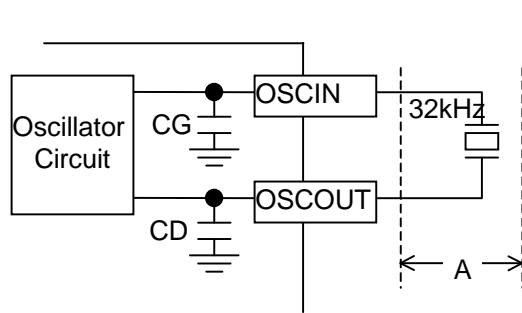 OSCIN
32kHz
Oscillator
Circuit
CG
OSCOUT
CD
A